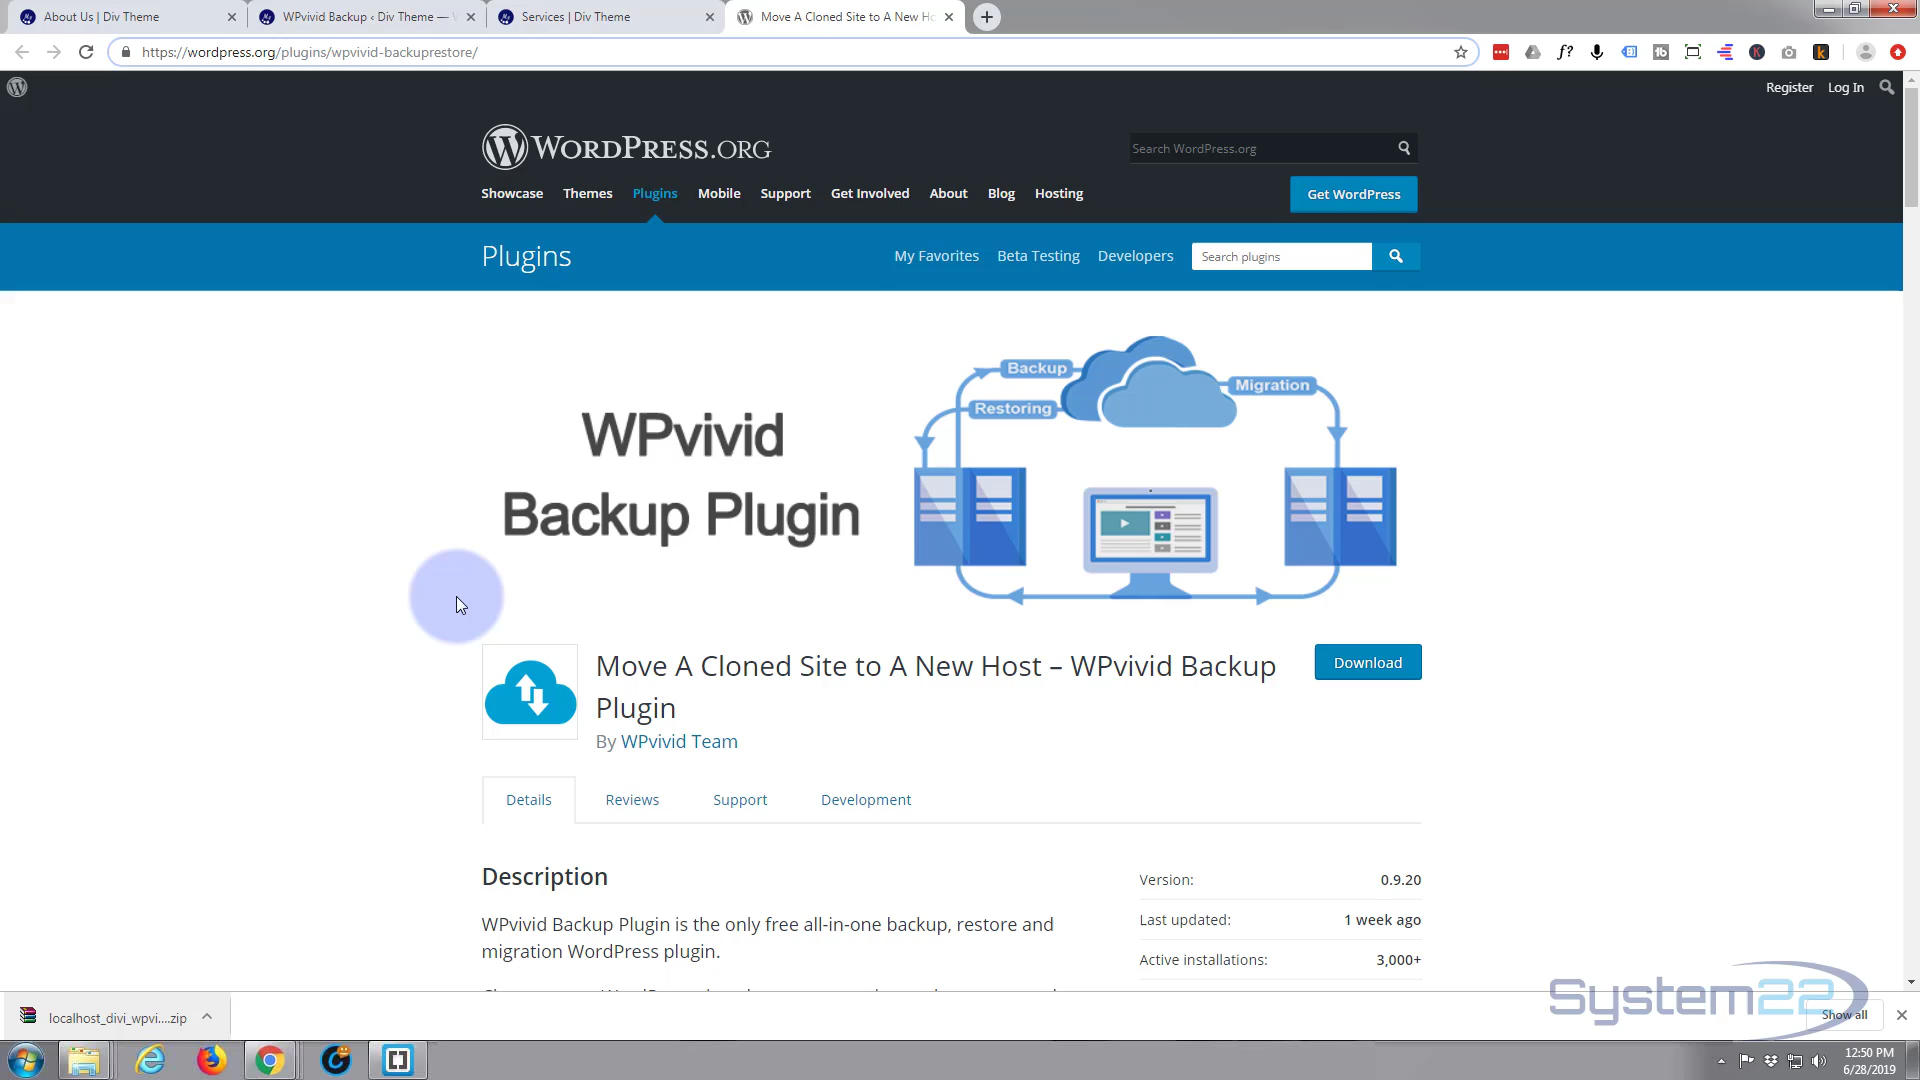 About Us | Div Theme
WPvivid Backup ‹ Div Theme —
Services | Div Theme
Move A Cloned Site to A New Ho
https://wordpress.org/plugins/wpvivid-backuprestore/
Register Log In
WORDPRESS.ORG
Search WordPress.org
Showcase Themes Plugins Mobile Support Get Involved About Blog Hosting
Get WordPress
Plugins
My Favorites Beta Testing Developers
Search plugins
Backup
Migration
Restoring
WPvivid
Backup Plugin
Move A Cloned Site to A New Host – WPvivid Backup
Plugin
Download
By WPvivid Team
Details Reviews Support Development
Description
Version: 0.9.20
WPvivid Backup Plugin is the only free all-in-one backup, restore and
migration WordPress plugin.
Last updated: 1 week ago
Active installations: 3,000+
System22
localhost_divi_wpvi....zip
Show all
12:50 PM
6/28/2019